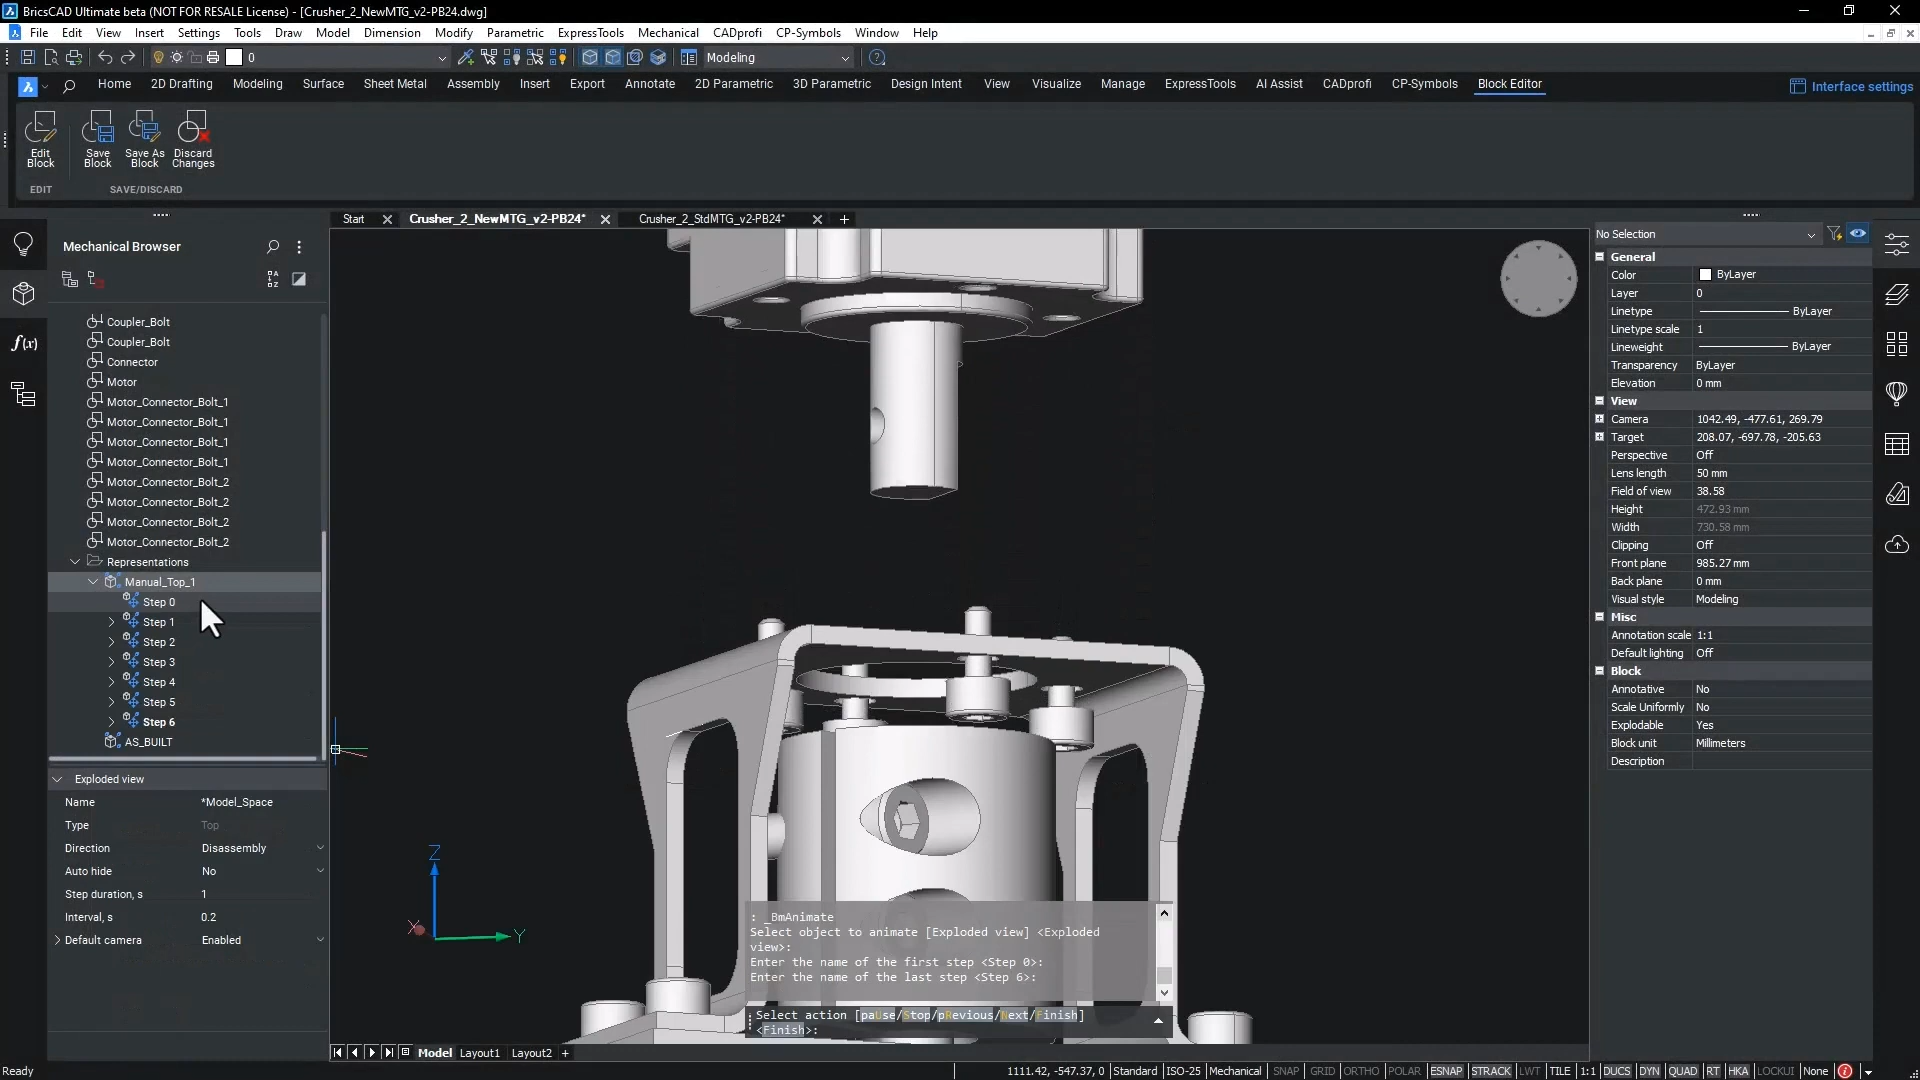 BricsCAD Ultimate beta (NOT FOR RESALE License) - [Crusher_2_NewMTG_v2-PB24.dwg]
File Edit View Insert Settings Tools Draw Model Dimension Modify Parametric ExpressTools Mechanical CADprofi CP-Symbols Window Help
0 Modeling
Home 2D Drafting Modeling Surface Sheet Metal Assembly Insert Export Annotate 2D Parametric 3D Parametric Design Intent View Visualize Manage ExpressTools AI Assist CADprofi CP-Symbols Block Editor Interface settings
Edit Block
Save Block
Save As Block
Discard Changes
EDIT SAVE/DISCARD
Start Crusher_2_NewMTG_v2-PB24* Crusher_2_StdMTG_v2-PB24*
Mechanical Browser
f(x)
Coupler_Bolt
Coupler_Bolt
Connector
Motor
Motor_Connector_Bolt_1
Motor_Connector_Bolt_1
Motor_Connector_Bolt_1
Motor_Connector_Bolt_1
Motor_Connector_Bolt_2
Motor_Connector_Bolt_2
Motor_Connector_Bolt_2
Motor_Connector_Bolt_2
Representations
Manual_Top_1
Step 0
Step 1
Step 2
Step 3
Step 4
Step 5
Step 6
AS_BUILT
Exploded view
Name *Model_Space
Type Top
Direction Disassembly
Auto hide No
Step duration, s 1
Interval, s 0.2
Default camera Enabled
Z
X
Y
: _BmAnimate
Select object to animate [Exploded view] <Exploded
view>:
Enter the name of the first step <Step 0>:
Enter the name of the last step <Step 6>:
Select action [paUse/Stop/pRevious/Next/Finish]
<Finish>:
Model Layout1 Layout2 +
No Selection
General
Color ByLayer
Layer 0
Linetype ByLayer
Linetype scale 1
Lineweight ByLayer
Transparency ByLayer
Elevation 0 mm
View
Camera 1042.49, -477.61, 269.79
Target 208.07, -697.78, -205.63
Perspective Off
Lens length 50 mm
Field of view 38.58
Height 472.93 mm
Width 730.58 mm
Clipping Off
Front plane 985.27 mm
Back plane 0 mm
Visual style Modeling
Misc
Annotation scale 1:1
Default lighting Off
Block
Annotative No
Scale Uniformly No
Explodable Yes
Block unit Millimeters
Description
Ready 1111.42, -547.37, 0 Standard ISO-25 Mechanical SNAP GRID ORTHO POLAR ESNAP STRACK LWT TILE 1:1 DUCS DYN QUAD RT HKA LOCKUI None